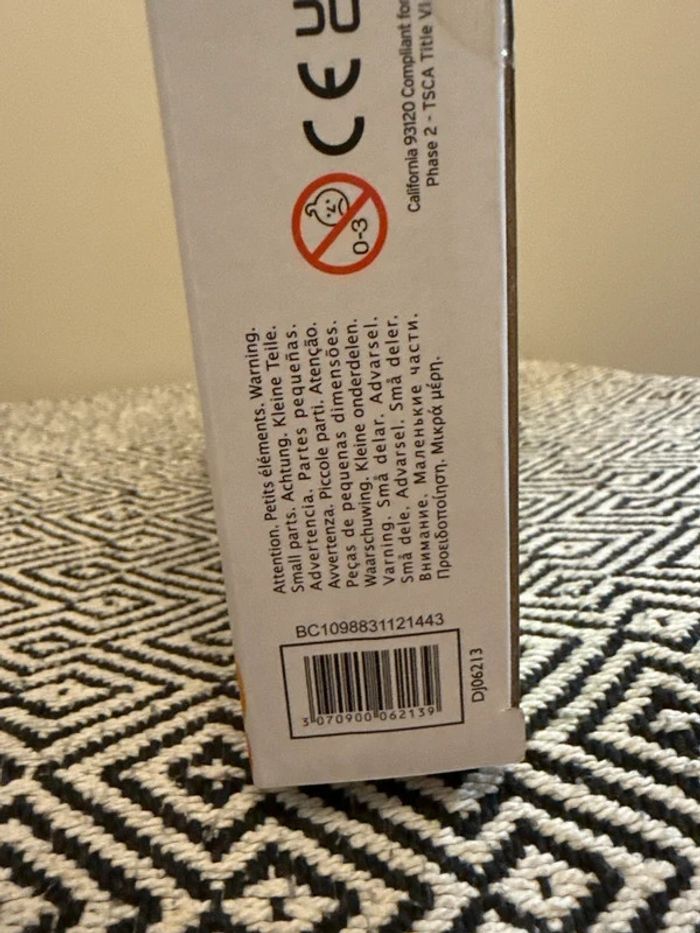 CE
California 93120 Compliant for
Phase 2 - TSCA Title VI
0-3
Attention. Petits éléments. Warning.
Small parts. Achtung. Kleine Teile.
Advertencia. Partes pequeñas.
Avvertenza. Piccole parti. Atenção.
Peças de pequenas dimensões.
Waarschuwing. Kleine onderdelen.
Varning. Små delar. Advarsel.
Små dele. Advarsel. Små deler.
Внимание. Маленькие части.
Προειδοποίηση. Μικρά μέρη.
BC1098831121443
3 070900 062139
DJ06213